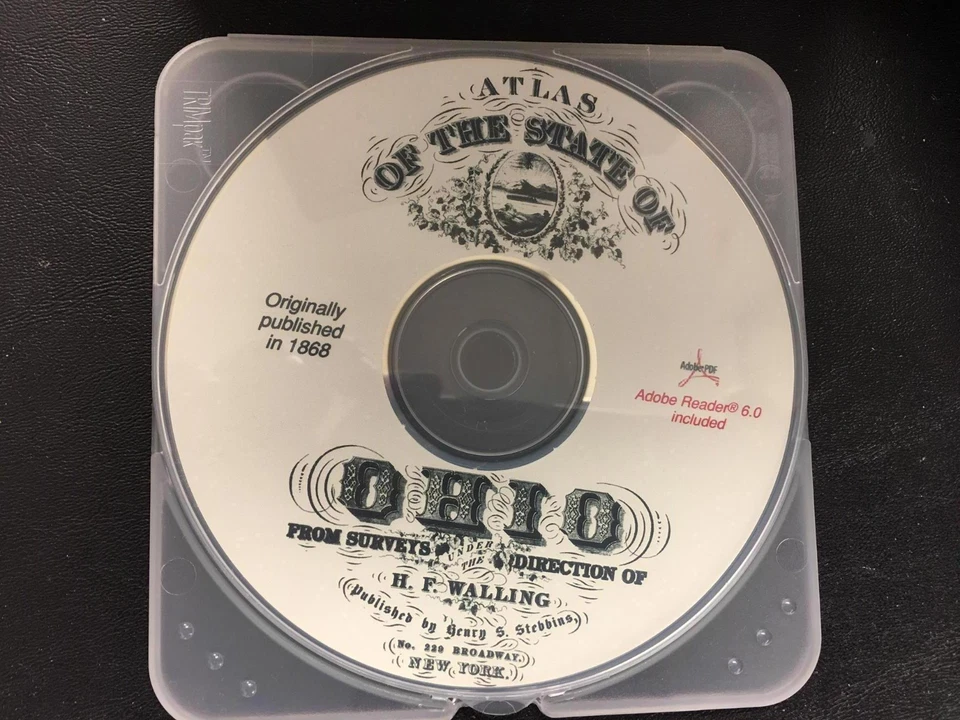 TRIMpak™
ATLAS
OF THE STATE OF
Originally
published
in 1868
Adobe PDF
Adobe Reader® 6.0
included
OHIO
FROM SURVEYS UNDER THE DIRECTION OF
H. F. WALLING
Published by Henry S. Stebbins,
No. 229 BROADWAY.
NEW YORK.